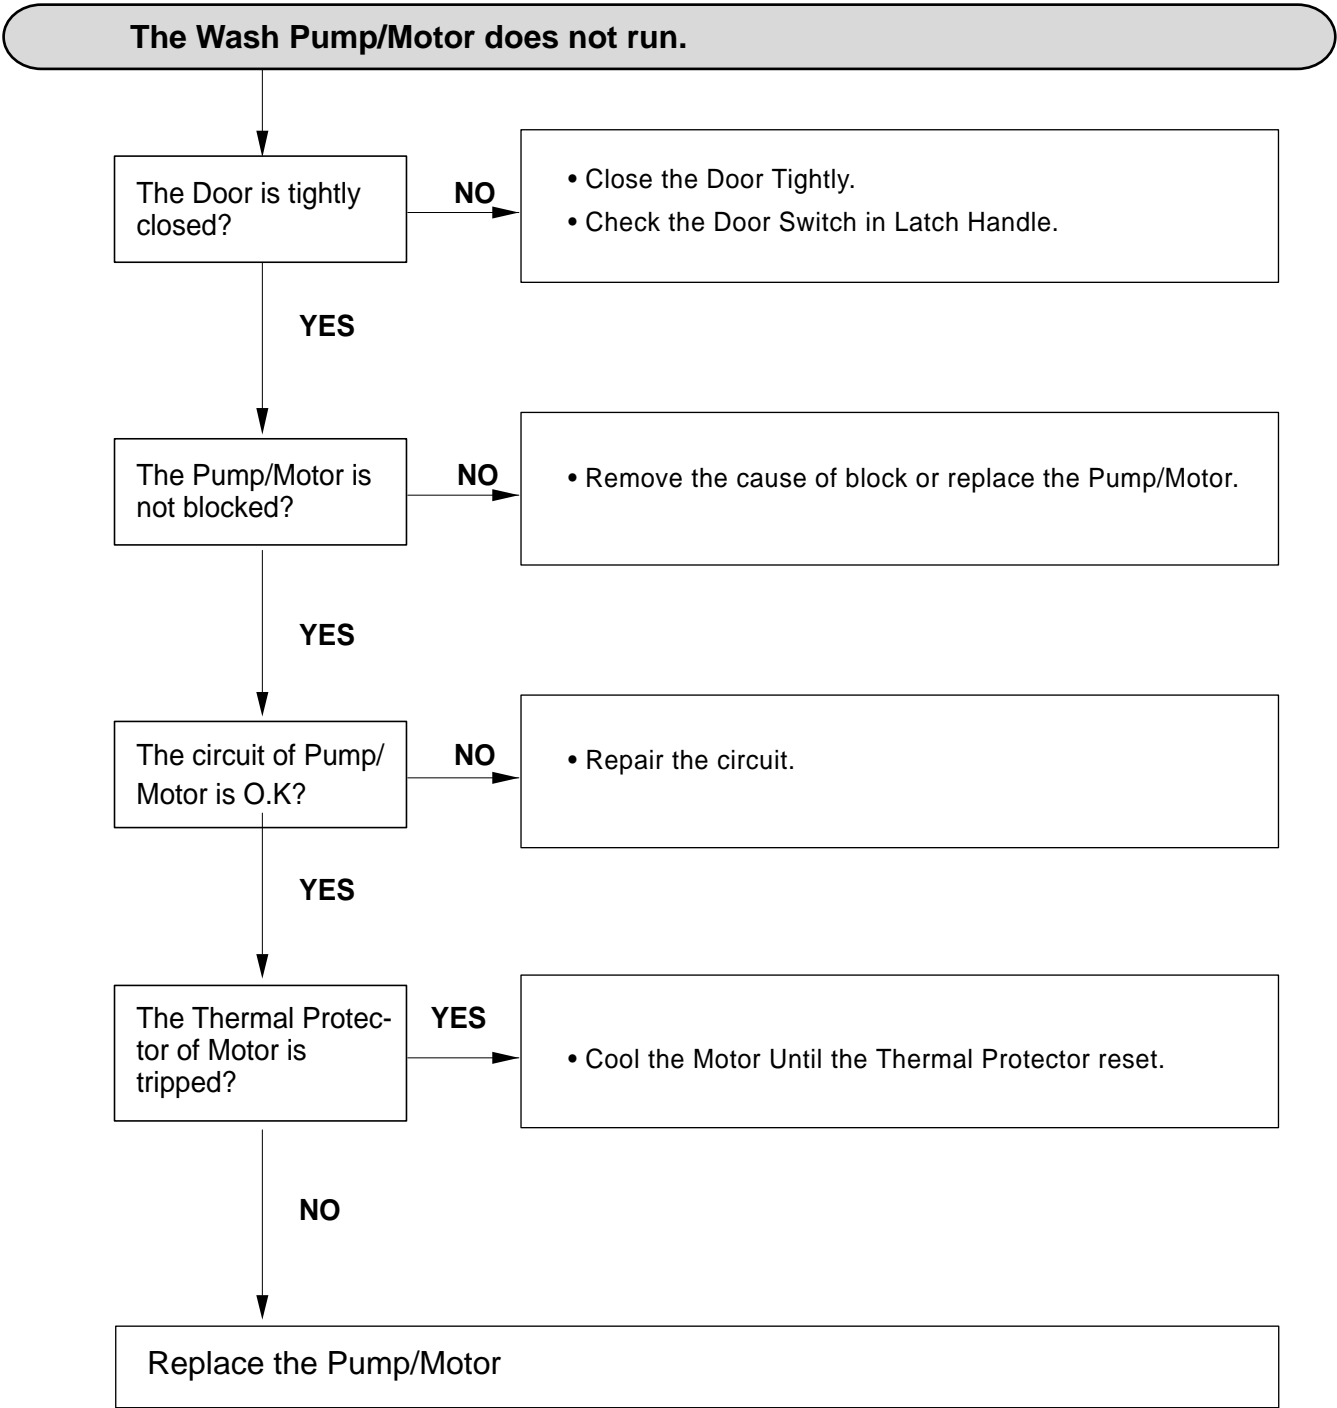 The Wash Pump/Motor does not run.
The Door is tightly
closed?
NO
• Close the Door Tightly.
• Check the Door Switch in Latch Handle.
YES
The Pump/Motor is
not blocked?
NO
• Remove the cause of block or replace the Pump/Motor.
YES
The circuit of Pump/
Motor is O.K?
NO
• Repair the circuit.
YES
The Thermal Protec-
tor of Motor is
tripped?
YES
• Cool the Motor Until the Thermal Protector reset.
NO
Replace the Pump/Motor